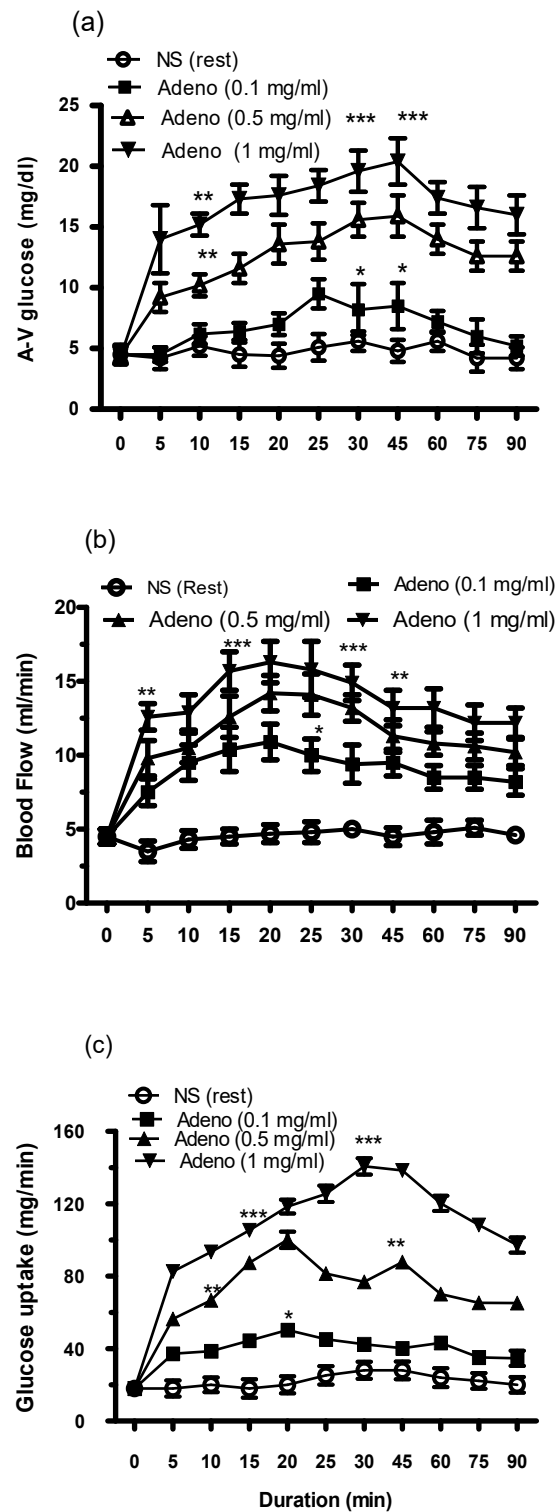 (a)
NS (rest)
Adeno (0.1 mg/ml)
Adeno (0.5 mg/ml)
Adeno (1 mg/ml)
*** ***
**
**
* *
25
20
15
10
5
0
A-V glucose (mg/dl)
0 5 10 15 20 25 30 45 60 75 90
(b)
NS (Rest) Adeno (0.1 mg/ml)
Adeno (0.5 mg/ml) Adeno (1 mg/ml)
** *** *** **
*
20
15
10
5
0
Blood Flow (ml/min)
0 5 10 15 20 25 30 45 60 75 90
(c)
NS (rest)
Adeno (0.1 mg/ml)
Adeno (0.5 mg/ml)
Adeno (1 mg/ml)
***
***
**
**
*
160
120
80
40
0
Glucose uptake (mg/min)
0 5 10 15 20 25 30 45 60 75 90
Duration (min)